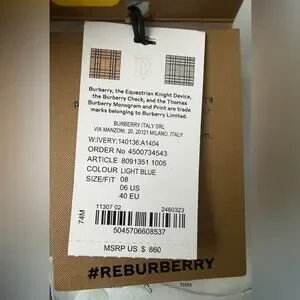 Burberry, the Equestrian Knight Device,
the Burberry Check, and the Thomas
Burberry Monogram and Print are trade
marks belonging to Burberry Limited.
BURBERRY ITALY SRL
VIA MANZONI, 20, 20121 MILANO, ITALY
W:IVERY:140136:A1404
ORDER No 4500734543
ARTICLE 8091351 1005
COLOUR LIGHT BLUE
SIZE/FIT 08
06 US
40 EU
74M
11307 02 2460323
5045706608537
MSRP US $ 860
#REBURBERRY